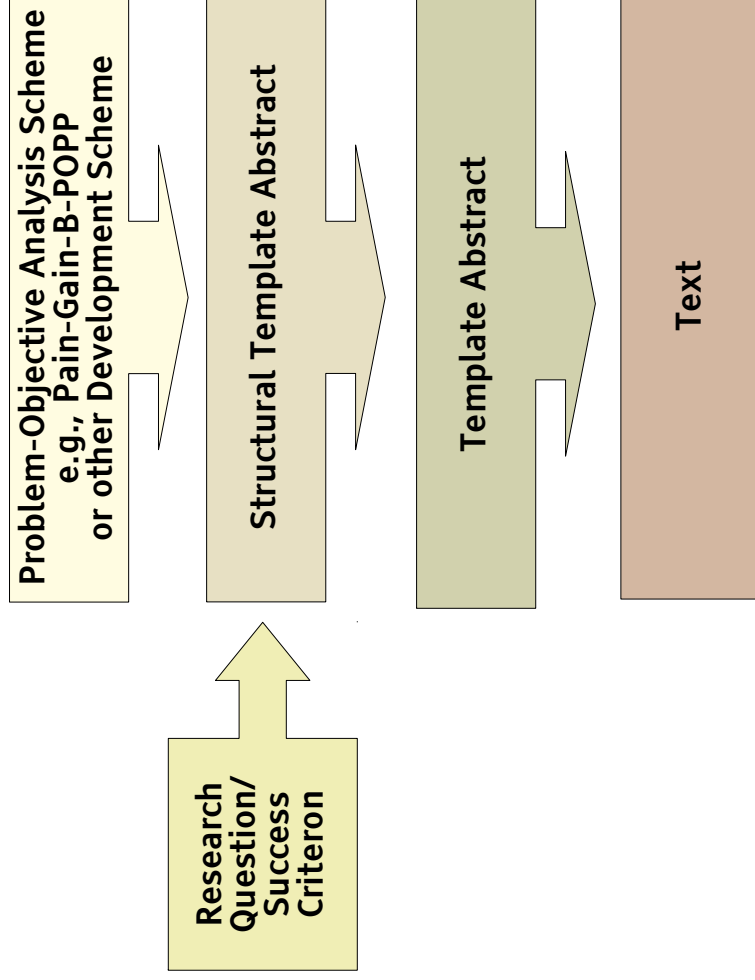 Problem-Objective Analysis Scheme
e.g., Pain-Gain-B-POPP
or other Development Scheme
Structural Template Abstract
Template Abstract
Text
Research
Question/
Success
Criteron